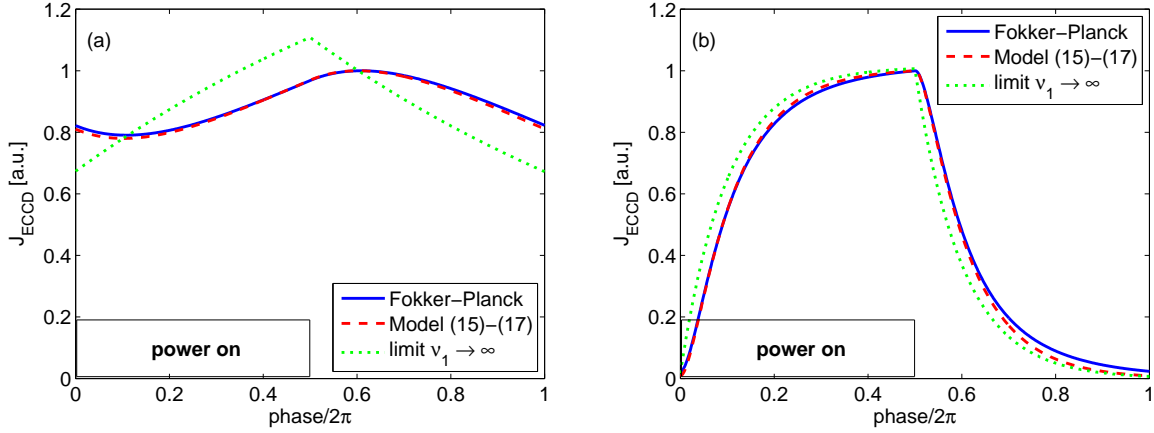 (a)
J_ECCD [a.u.]
1.2
1
0.8
0.6
0.4
0.2
0
Fokker−Planck
Model (15)−(17)
limit ν_1 → ∞
power on
0 0.2 0.4 0.6 0.8 1
phase/2π
(b)
J_ECCD [a.u.]
1.2
1
0.8
0.6
0.4
0.2
0
Fokker−Planck
Model (15)−(17)
limit ν_1 → ∞
power on
0 0.2 0.4 0.6 0.8 1
phase/2π